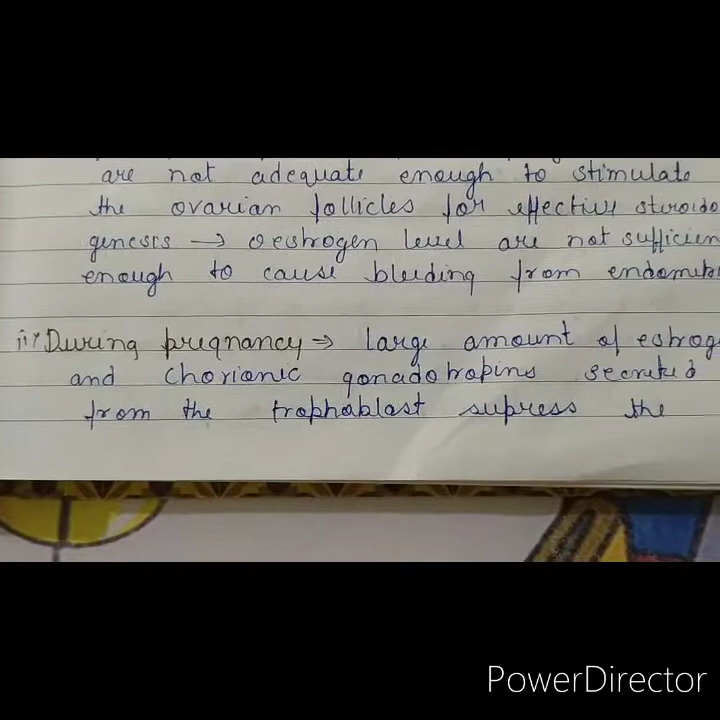 are not adequate enough to stimulate
the ovarian follicles for effective steroido
genesis → oestrogen level are not sufficien
enough to cause bleeding from endometr
ii) During pregnancy ⇒ large amount of estrog
and chorionic gonadotropins secreted
from the trophoblast supress the
PowerDirector